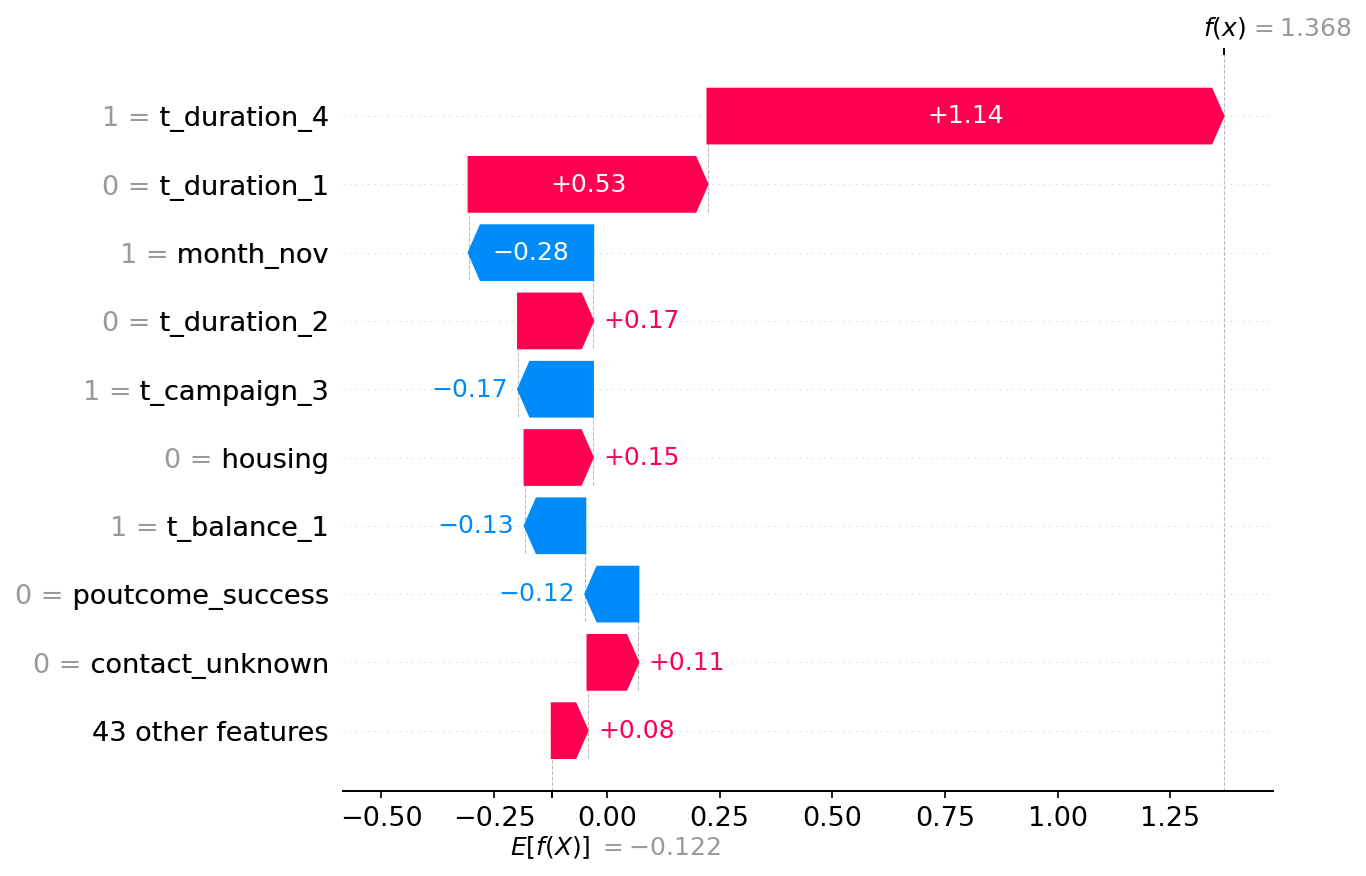 f(x) = 1.368
1 = t_duration_4 +1.14
0 = t_duration_1 +0.53
1 = month_nov −0.28
0 = t_duration_2 +0.17
1 = t_campaign_3 −0.17
0 = housing +0.15
1 = t_balance_1 −0.13
0 = poutcome_success −0.12
0 = contact_unknown +0.11
43 other features +0.08
−0.50 −0.25 0.00 0.25 0.50 0.75 1.00 1.25
E[f(X)] = −0.122